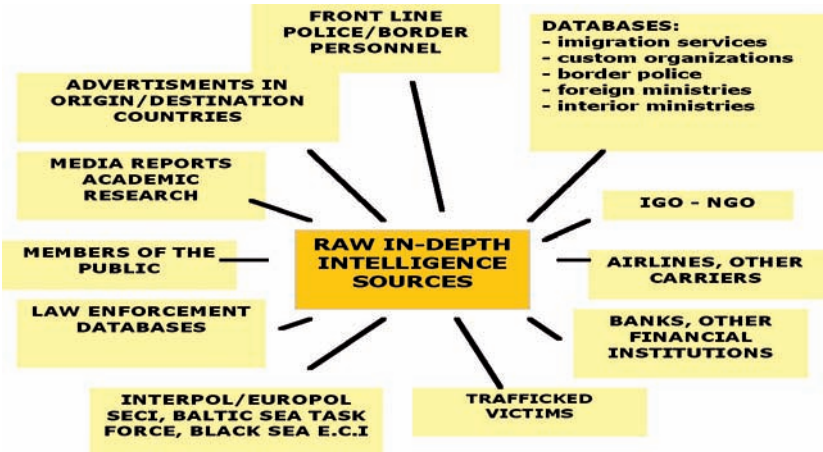 FRONT LINE
POLICE/BORDER
PERSONNEL
DATABASES:
- imigration services
- custom organizations
- border police
- foreign ministries
- interior ministries
ADVERTISMENTS IN
ORIGIN/DESTINATION
COUNTRIES
MEDIA REPORTS
ACADEMIC
RESEARCH
IGO - NGO
RAW IN-DEPTH
INTELLIGENCE
SOURCES
MEMBERS OF THE
PUBLIC
AIRLINES, OTHER
CARRIERS
LAW ENFORCEMENT
DATABASES
BANKS, OTHER
FINANCIAL
INSTITUTIONS
INTERPOL/EUROPOL
SECI, BALTIC SEA TASK
FORCE, BLACK SEA E.C.I
TRAFFICKED
VICTIMS